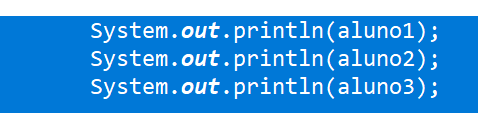 System.out.println(aluno1);
System.out.println(aluno2);
System.out.println(aluno3);